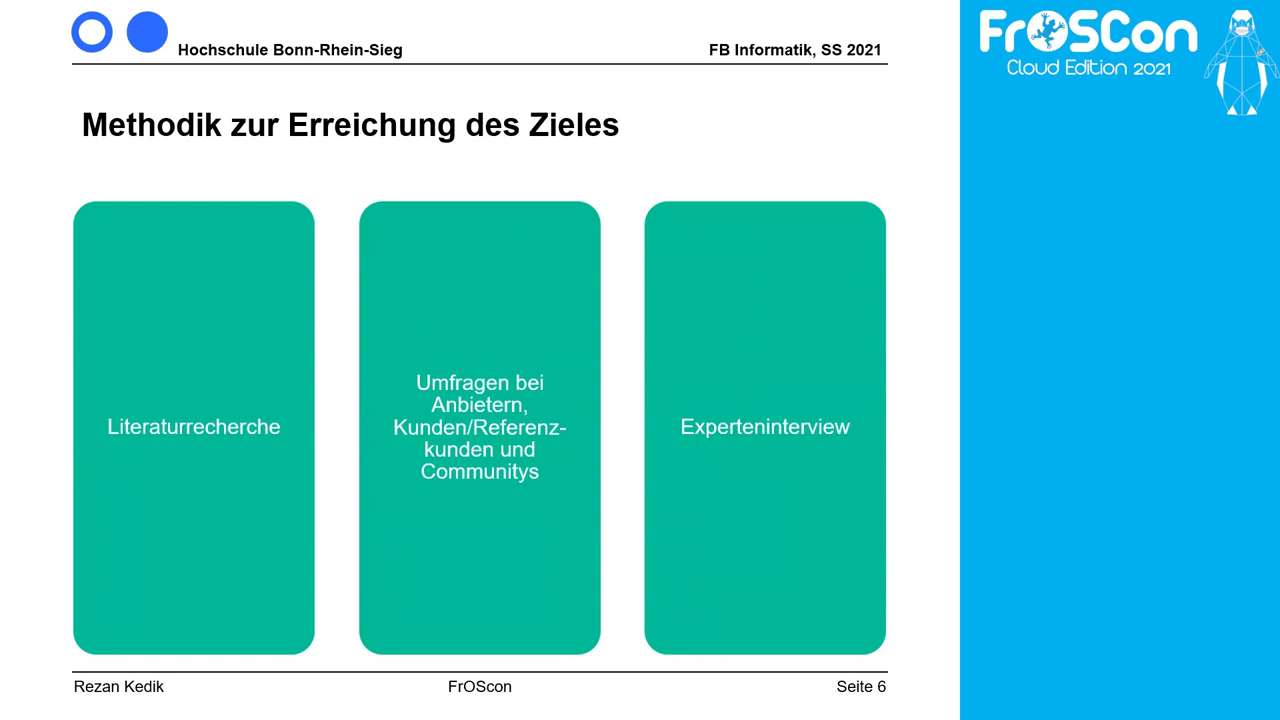 Hochschule Bonn-Rhein-Sieg
FB Informatik, SS 2021
FrOSCon
Cloud Edition 2021
Methodik zur Erreichung des Zieles
Literaturrecherche
Umfragen bei
Anbietern,
Kunden/Referenz-
kunden und
Communitys
Experteninterview
Rezan Kedik
FrOScon
Seite 6